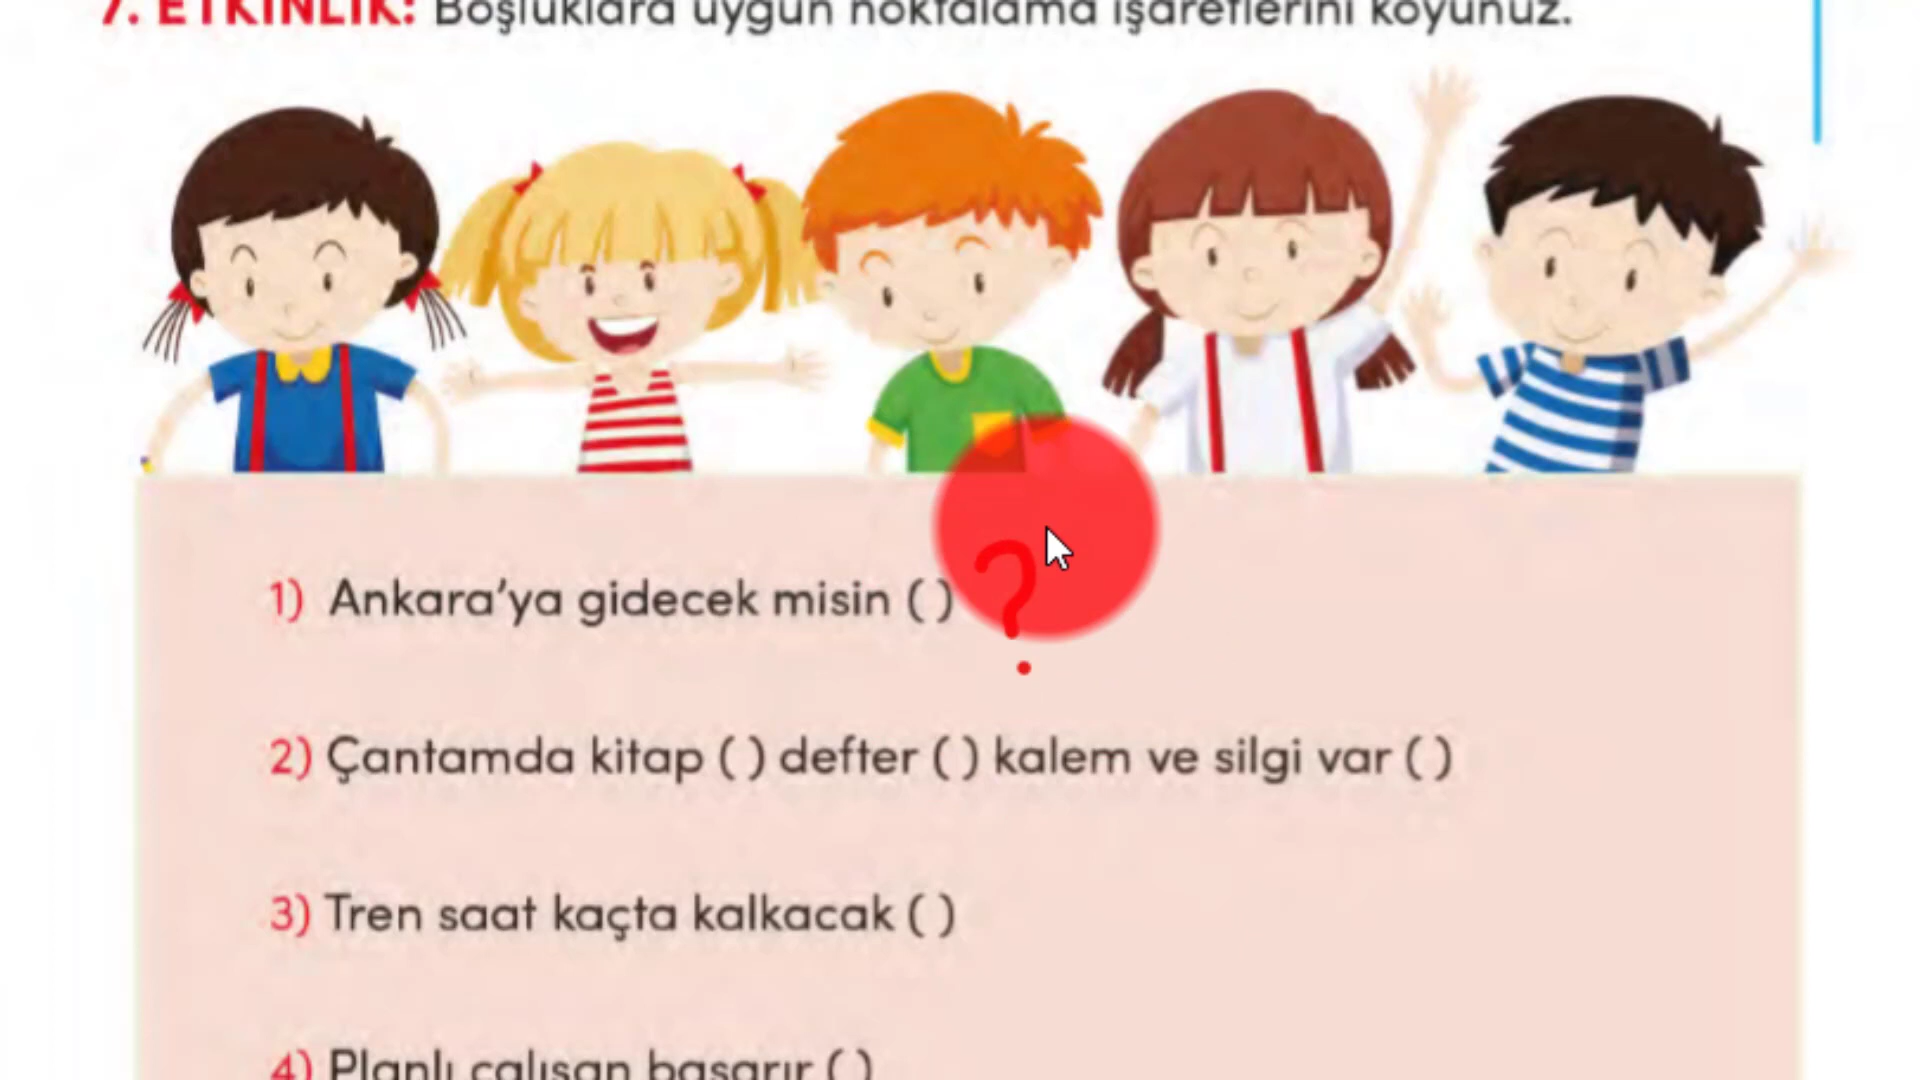 7. ETKİNLİK: Boşluklara uygun noktalama işaretlerini koyunuz.
1) Ankara’ya gidecek misin ( ) ?
2) Çantamda kitap ( ) defter ( ) kalem ve silgi var ( )
3) Tren saat kaçta kalkacak ( )
4) Planlı çalışan başarır ( )